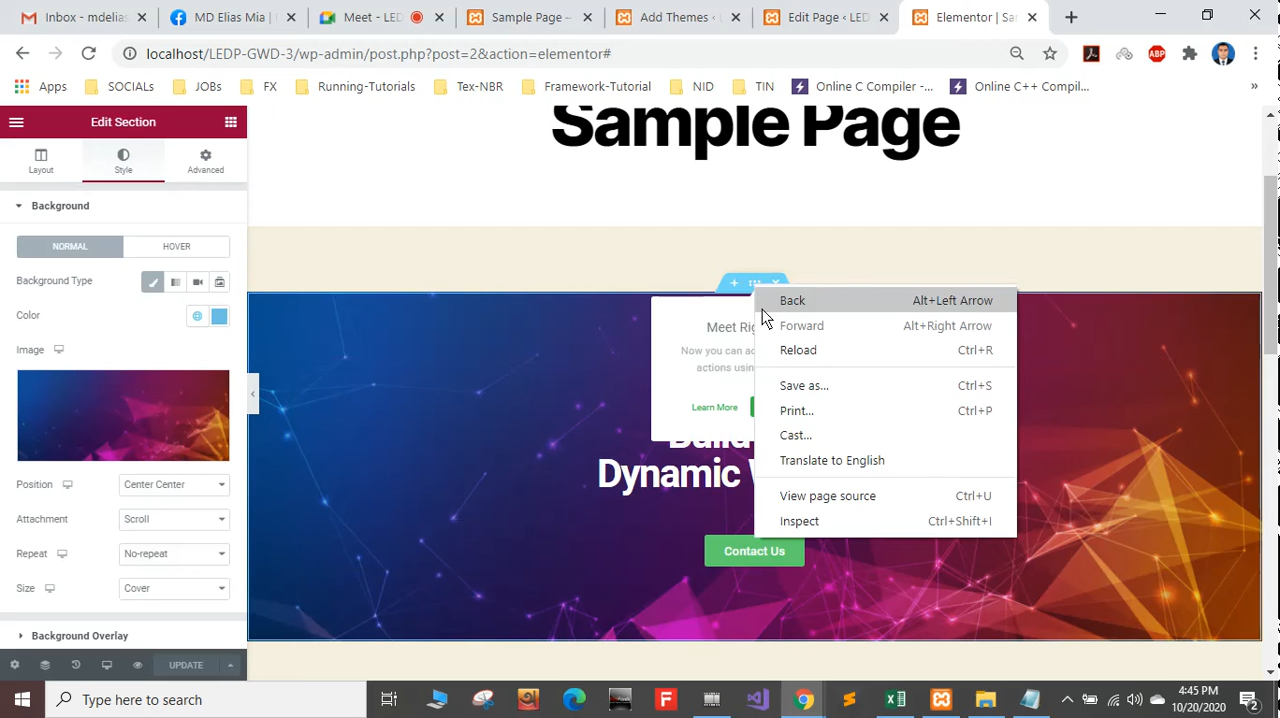 Inbox - mdelias
MD Elias Mia |
Meet - LED
Sample Page –
Add Themes ‹
Edit Page ‹ LED
Elementor | Sar
localhost/LEDP-GWD-3/wp-admin/post.php?post=2&action=elementor#
ABP
Apps
SOCIALs
JOBs
FX
Running-Tutorials
Tex-NBR
Framework-Tutorial
NID
TIN
Online C Compiler -...
Online C++ Compil...
»
Edit Section
Layout
Style
Advanced
Background
NORMAL
HOVER
Background Type
Color
Image
Position
Center Center
Attachment
Scroll
Repeat
No-repeat
Size
Cover
Background Overlay
UPDATE
Sample Page
Meet Rig
Now you can ac
actions usin
Learn More
Build
Dynamic W
Contact Us
Back Alt+Left Arrow
Forward Alt+Right Arrow
Reload Ctrl+R
Save as... Ctrl+S
Print... Ctrl+P
Cast...
Translate to English
View page source Ctrl+U
Inspect Ctrl+Shift+I
Type here to search
4:45 PM
10/20/2020
2